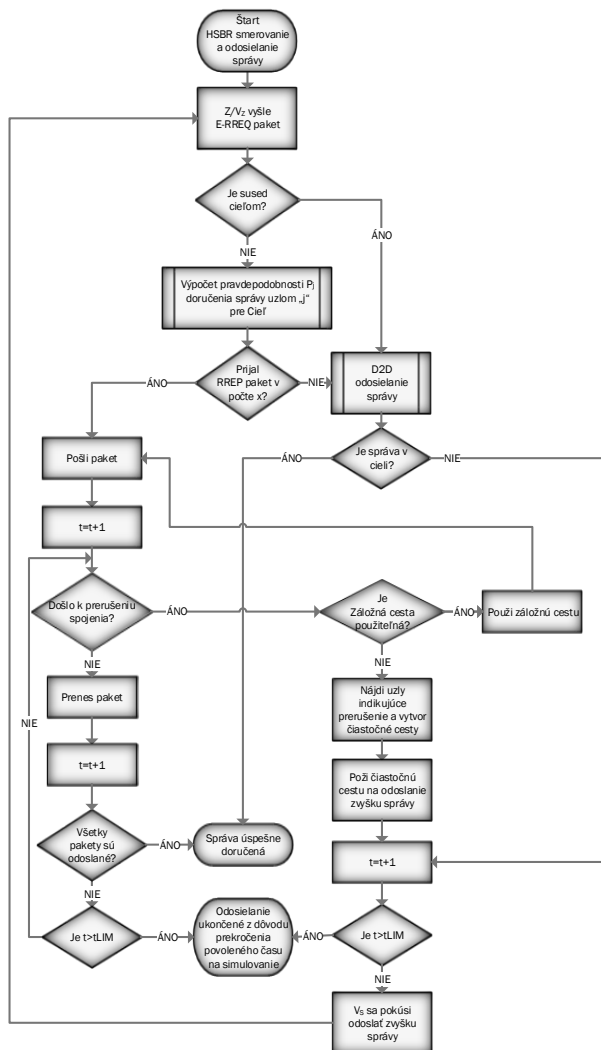 Štart
HSBR smerovanie
a odosielanie
správy
Z/Vz vyšle
E-RREQ paket
Je sused
cieľom?
ÁNO
NIE
Výpočet pravdepodobnosti Pj
doručenia správy uzlom „j“
pre Cieľ
Prijal
RREP paket v
počte x?
ÁNO
NIE
D2D
odosielanie
správy
Je správa v
cieli?
ÁNO
NIE
Pošli paket
t=t+1
Došlo k prerušeniu
spojenia?
ÁNO
Je
Záložná cesta
použiteľná?
ÁNO
Použi záložnú cestu
NIE
NIE
Prenes paket
Nájdi uzly
indikujúce
prerušenie a vytvor
čiastočné cesty
NIE
t=t+1
Poži čiastočnú
cestu na odoslanie
zvyšku správy
Všetky
pakety sú
odoslané?
ÁNO
Správa úspešne
doručená
t=t+1
NIE
Je t>tLIM
ÁNO
Odosielanie
ukončené z dôvodu
prekročenia
povoleného času
na simulovanie
ÁNO
Je t>tLIM
NIE
Vs sa pokúsi
odoslať zvyšku
správy